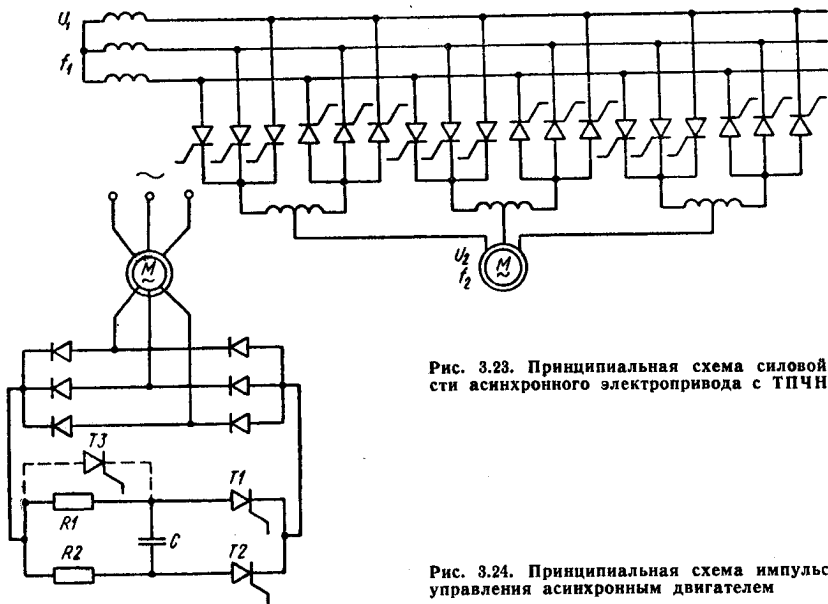 U₁
f₁
~
M
~
U₂
f₂
M
~
Рис. 3.23. Принципиальная схема силовой
сти асинхронного электропривода с ТПЧН
T3
R1
T1
C
R2
T2
Рис. 3.24. Принципиальная схема импульс
управления асинхронным двигателем